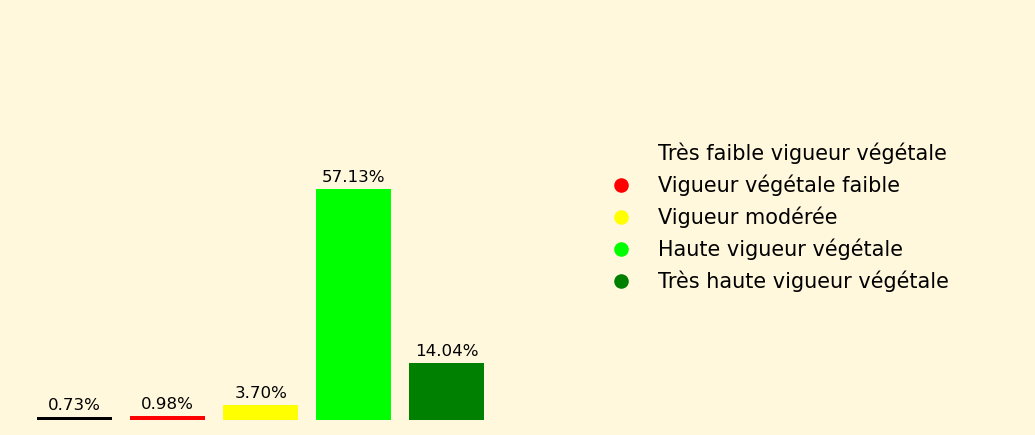 57.13%
14.04%
3.70%
0.98%
0.73%
Très faible vigueur végétale
Vigueur végétale faible
Vigueur modérée
Haute vigueur végétale
Très haute vigueur végétale